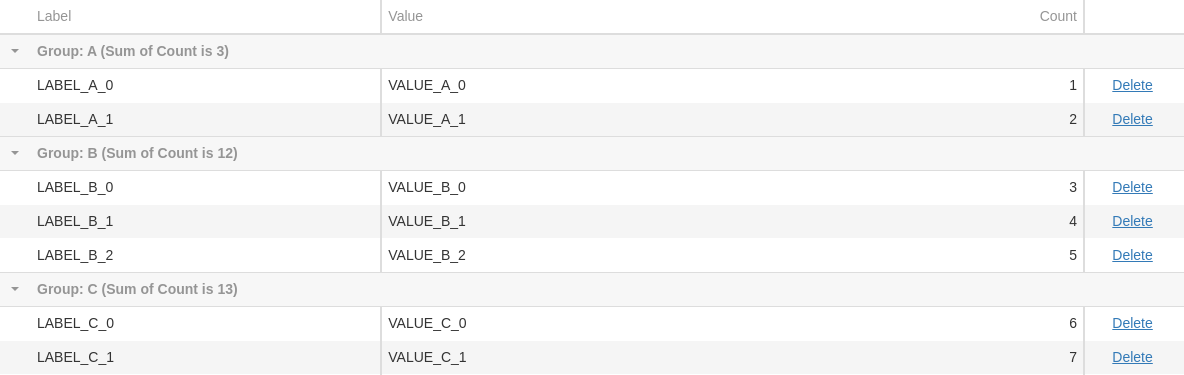 Label Value Count
Group: A (Sum of Count is 3)
LABEL_A_0 VALUE_A_0 1 Delete
LABEL_A_1 VALUE_A_1 2 Delete
Group: B (Sum of Count is 12)
LABEL_B_0 VALUE_B_0 3 Delete
LABEL_B_1 VALUE_B_1 4 Delete
LABEL_B_2 VALUE_B_2 5 Delete
Group: C (Sum of Count is 13)
LABEL_C_0 VALUE_C_0 6 Delete
LABEL_C_1 VALUE_C_1 7 Delete